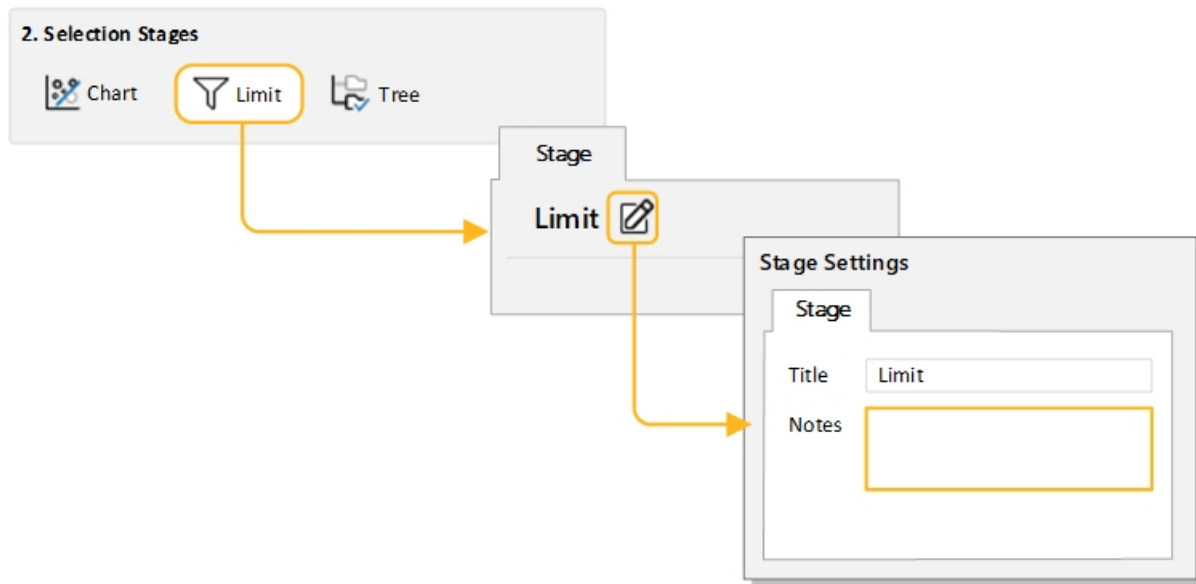 2. Selection Stages
Chart Limit Tree
Stage
Limit
Stage Settings
Stage
Title Limit
Notes